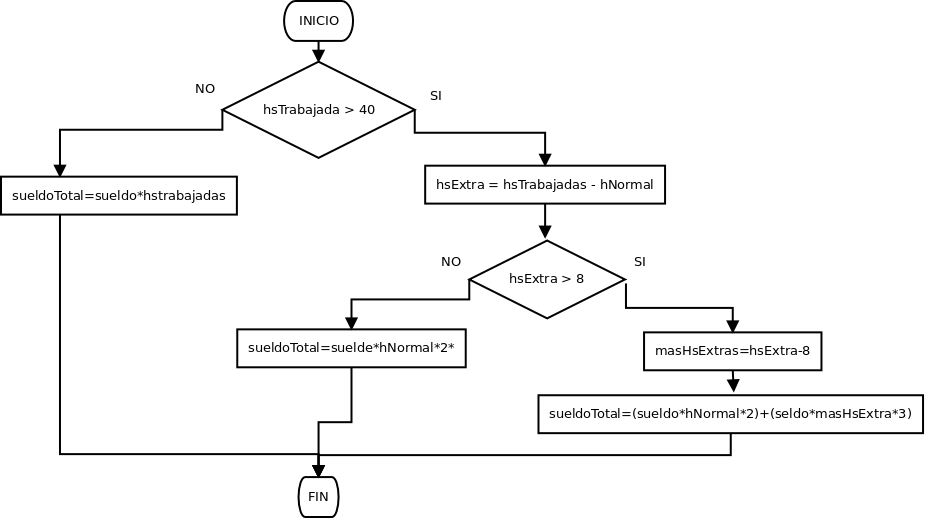 INICIO
hsTrabajada > 40
NO
SI
sueldoTotal=sueldo*hstrabajadas
hsExtra = hsTrabajadas - hNormal
hsExtra > 8
NO
SI
sueldoTotal=suelde*hNormal*2*
masHsExtras=hsExtra-8
sueldoTotal=(sueldo*hNormal*2)+(seldo*masHsExtra*3)
FIN